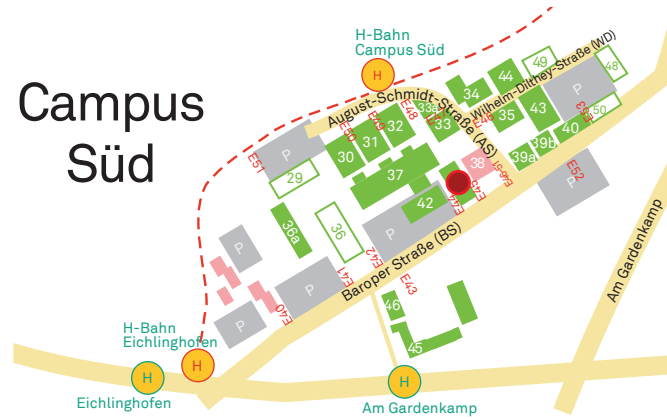 Campus
Süd
H-Bahn
Campus Süd
H
August-Schmidt-Straße (AS)
Wilhelm-Dilthey-Straße (WD)
49
48
44
34
P
33a
E48
E49
E50
32
33
E46
35
43
E53
50
31
30
P
E51
29
40
39b
39a
38
E46-51
E52
P
37
E45
E44
42
P
36a
36
E42
Baroper Straße (BS)
P
E41
E43
P
E40
P
46
45
Am Gardenkamp
H-Bahn
Eichlinghofen
H
H
Eichlinghofen
H
Am Gardenkamp